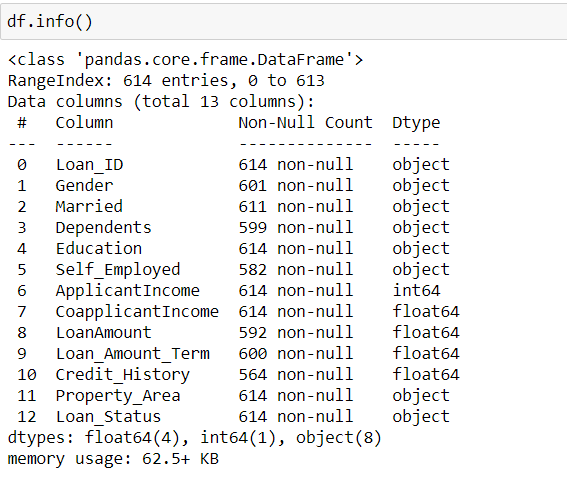 df.info()
<class 'pandas.core.frame.DataFrame'>
RangeIndex: 614 entries, 0 to 613
Data columns (total 13 columns):
 #   Column             Non-Null Count  Dtype
---  ------             --------------  -----
 0   Loan_ID            614 non-null    object
 1   Gender             601 non-null    object
 2   Married            611 non-null    object
 3   Dependents         599 non-null    object
 4   Education          614 non-null    object
 5   Self_Employed      582 non-null    object
 6   ApplicantIncome    614 non-null    int64
 7   CoapplicantIncome  614 non-null    float64
 8   LoanAmount         592 non-null    float64
 9   Loan_Amount_Term   600 non-null    float64
 10  Credit_History     564 non-null    float64
 11  Property_Area      614 non-null    object
 12  Loan_Status        614 non-null    object
dtypes: float64(4), int64(1), object(8)
memory usage: 62.5+ KB